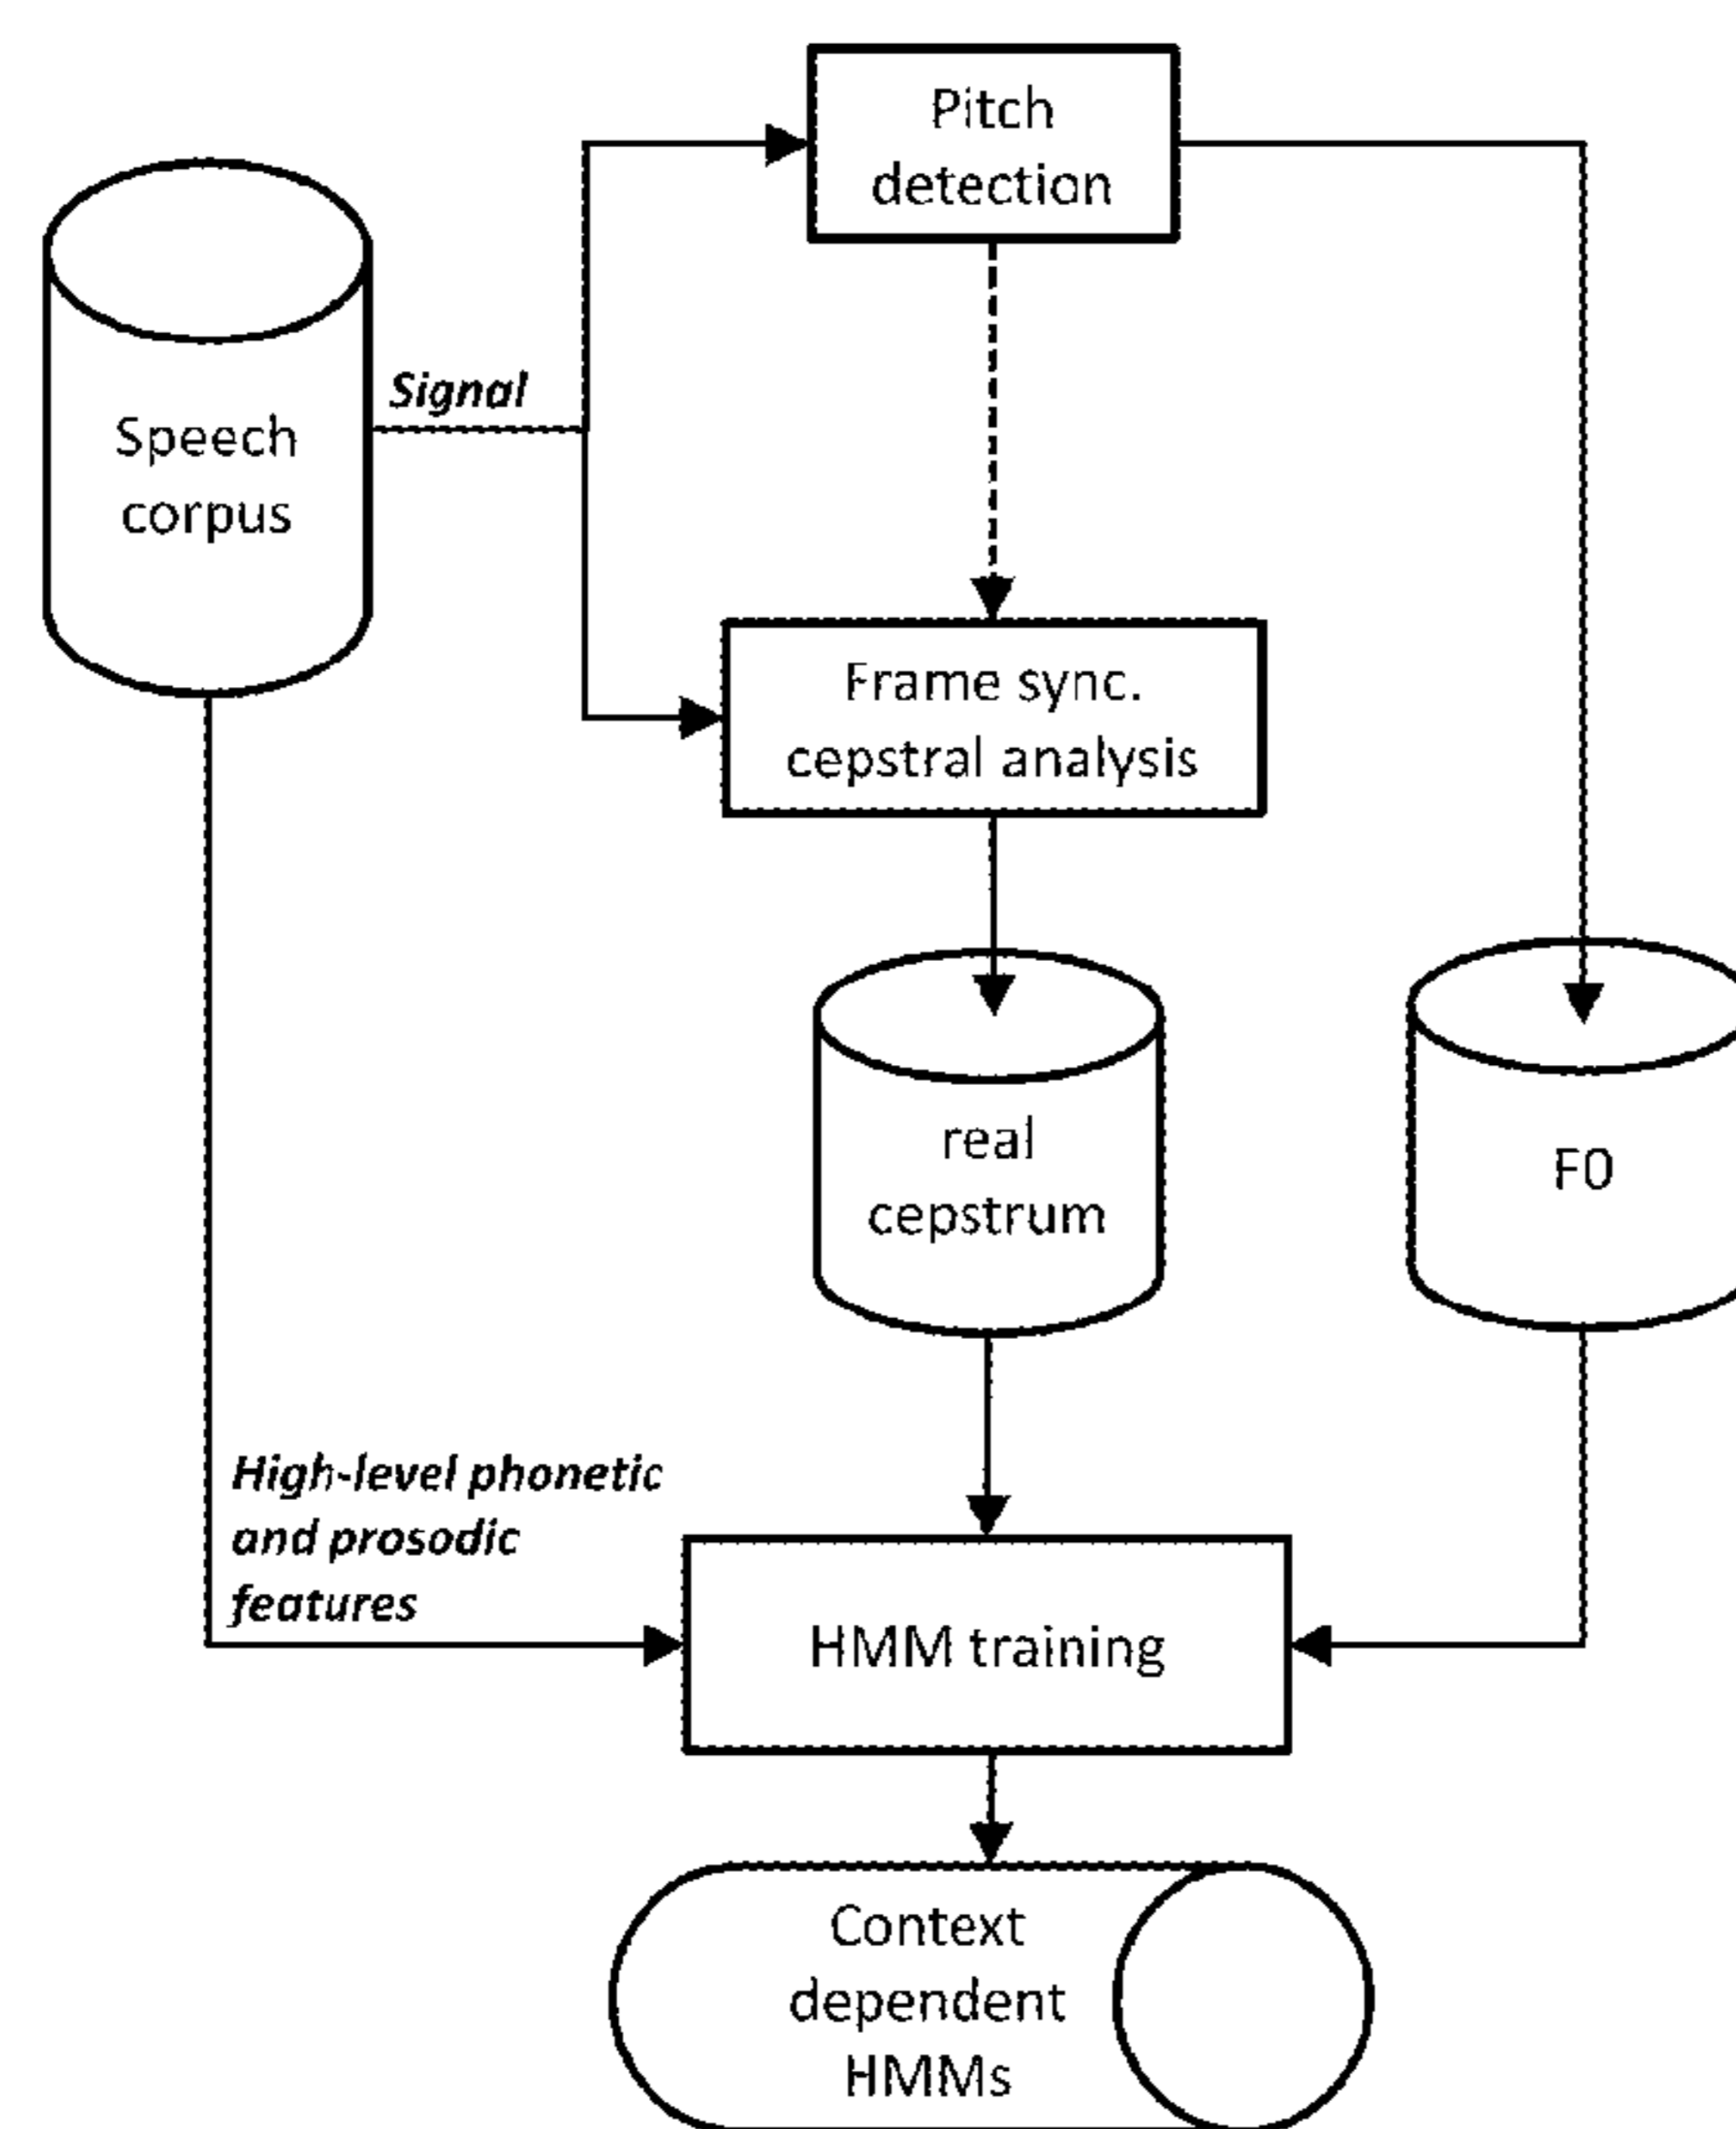 Pitch
detection
Signal
Speech
corpus
Frame sync.
cepstral analysis
real
cepstrum
F0
High-level phonetic
and prosodic
features
HMM training
Context
dependent
HMMs